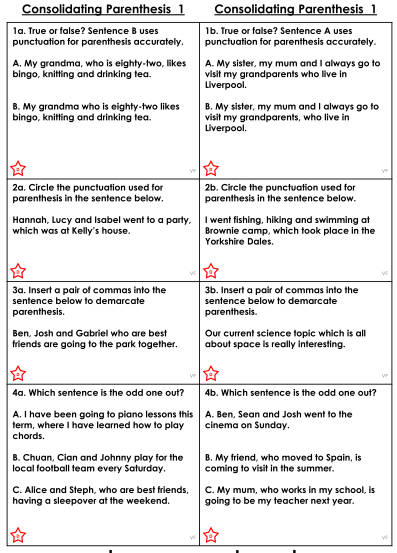 Consolidating Parenthesis 1
Consolidating Parenthesis 1
1a. True or false? Sentence B uses
punctuation for parenthesis accurately.
A. My grandma, who is eighty-two, likes
bingo, knitting and drinking tea.
B. My grandma who is eighty-two likes
bingo, knitting and drinking tea.
VF
1b. True or false? Sentence A uses
punctuation for parenthesis accurately.
A. My sister, my mum and I always go to
visit my grandparents who live in
Liverpool.
B. My sister, my mum and I always go to
visit my grandparents, who live in
Liverpool.
VF
2a. Circle the punctuation used for
parenthesis in the sentence below.
Hannah, Lucy and Isabel went to a party,
which was at Kelly's house.
VF
2b. Circle the punctuation used for
parenthesis in the sentence below.
I went fishing, hiking and swimming at
Brownie camp, which took place in the
Yorkshire Dales.
VF
3a. Insert a pair of commas into the
sentence below to demarcate
parenthesis.
Ben, Josh and Gabriel who are best
friends are going to the park together.
VF
3b. Insert a pair of commas into the
sentence below to demarcate
parenthesis.
Our current science topic which is all
about space is really interesting.
VF
4a. Which sentence is the odd one out?
A. I have been going to piano lessons this
term, where I have learned how to play
chords.
B. Chuan, Cian and Johnny play for the
local football team every Saturday.
C. Alice and Steph, who are best friends,
having a sleepover at the weekend.
VF
4b. Which sentence is the odd one out?
A. Ben, Sean and Josh went to the
cinema on Sunday.
B. My friend, who moved to Spain, is
coming to visit in the summer.
C. My mum, who works in my school, is
going to be my teacher next year.
VF